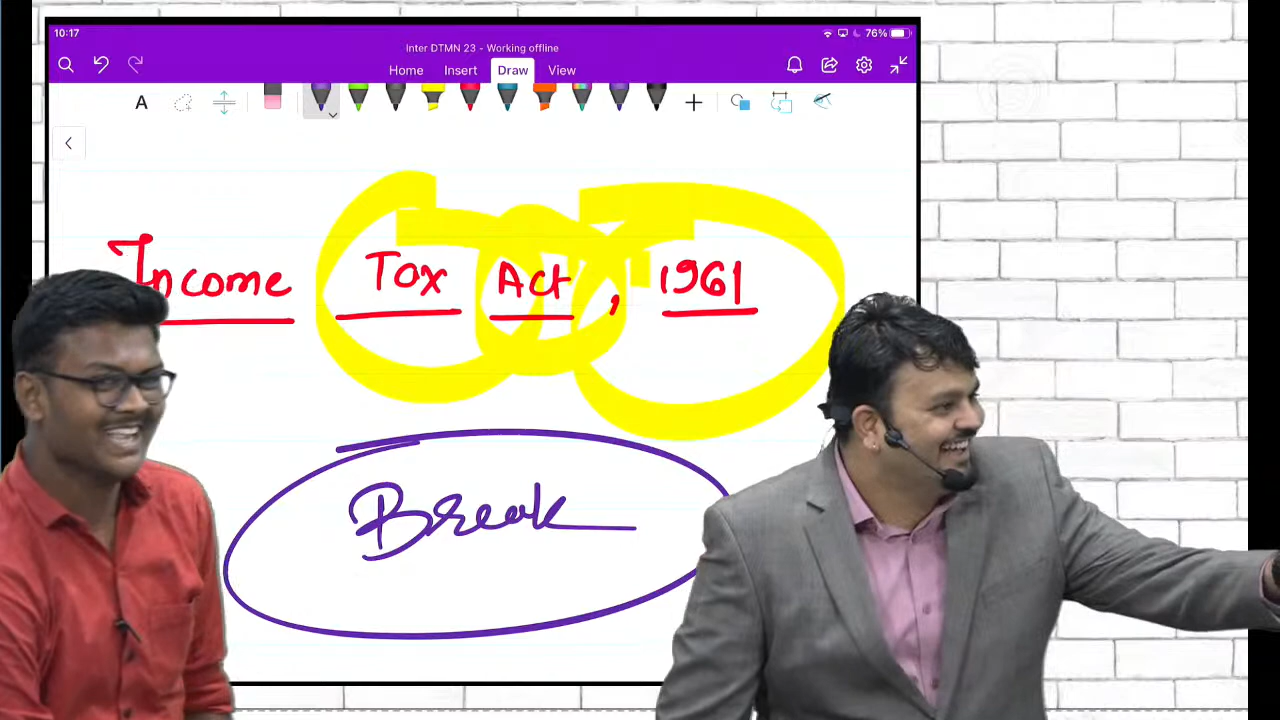 10:17
76%
Inter DTMN 23 - Working offline
Home Insert Draw View
A
Income Tax Act, 1961
Break